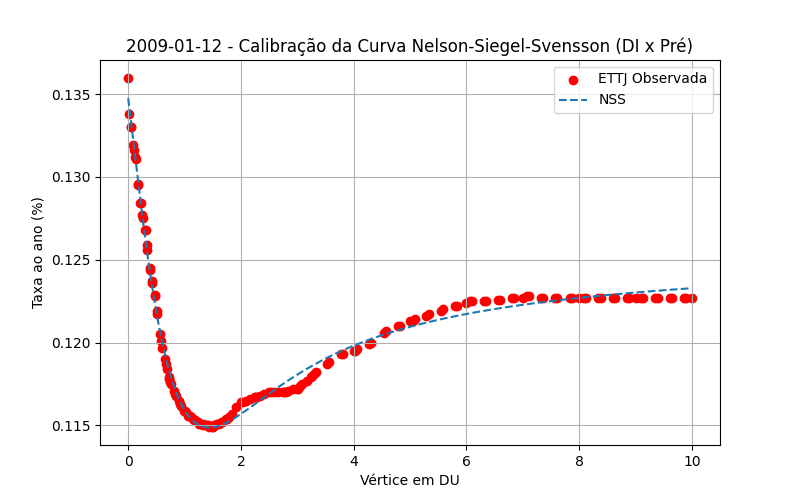 2009-01-12 - Calibração da Curva Nelson-Siegel-Svensson (DI x Pré)
ETTJ Observada
NSS
Taxa ao ano (%)
0.135
0.130
0.125
0.120
0.115
0 2 4 6 8 10
Vértice em DU